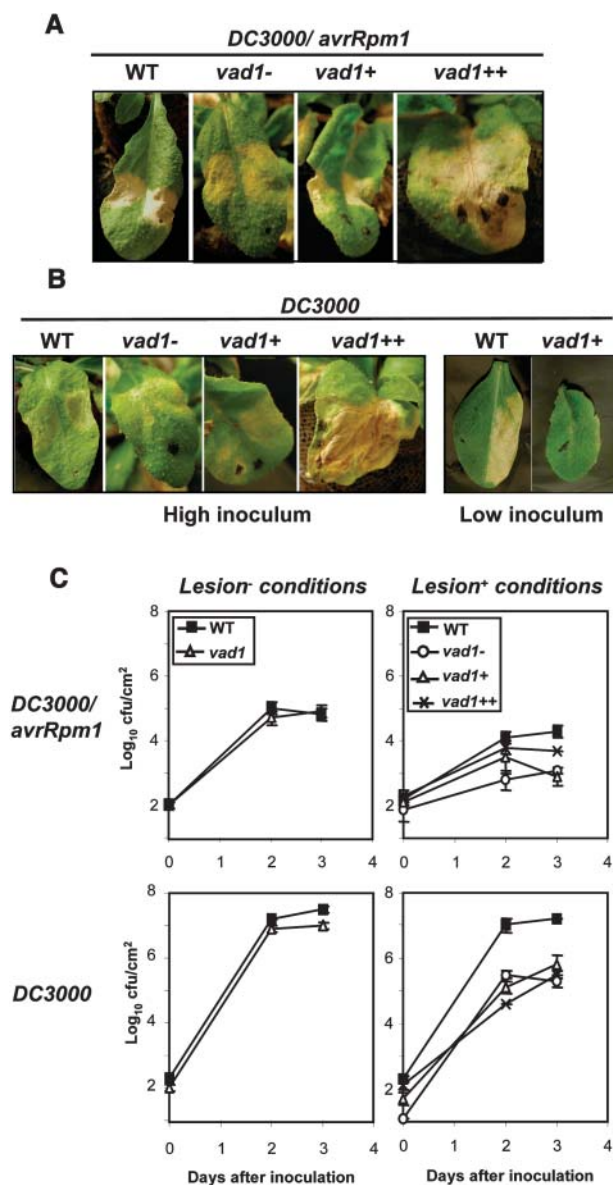 A
DC3000/ avrRpm1
WT vad1- vad1+ vad1++
B
DC3000
WT vad1- vad1+ vad1++ WT vad1+
High inoculum Low inoculum
C
Lesion⁻ conditions Lesion⁺ conditions
DC3000/
avrRpm1
Log₁₀ cfu/cm²
8
6
4
2
0 1 2 3 4
WT
vad1
8
6
4
2
0 1 2 3 4
WT
vad1-
vad1+
vad1++
DC3000
Log₁₀ cfu/cm²
8
6
4
2
0 1 2 3 4
Days after inoculation
8
6
4
2
0 1 2 3 4
Days after inoculation